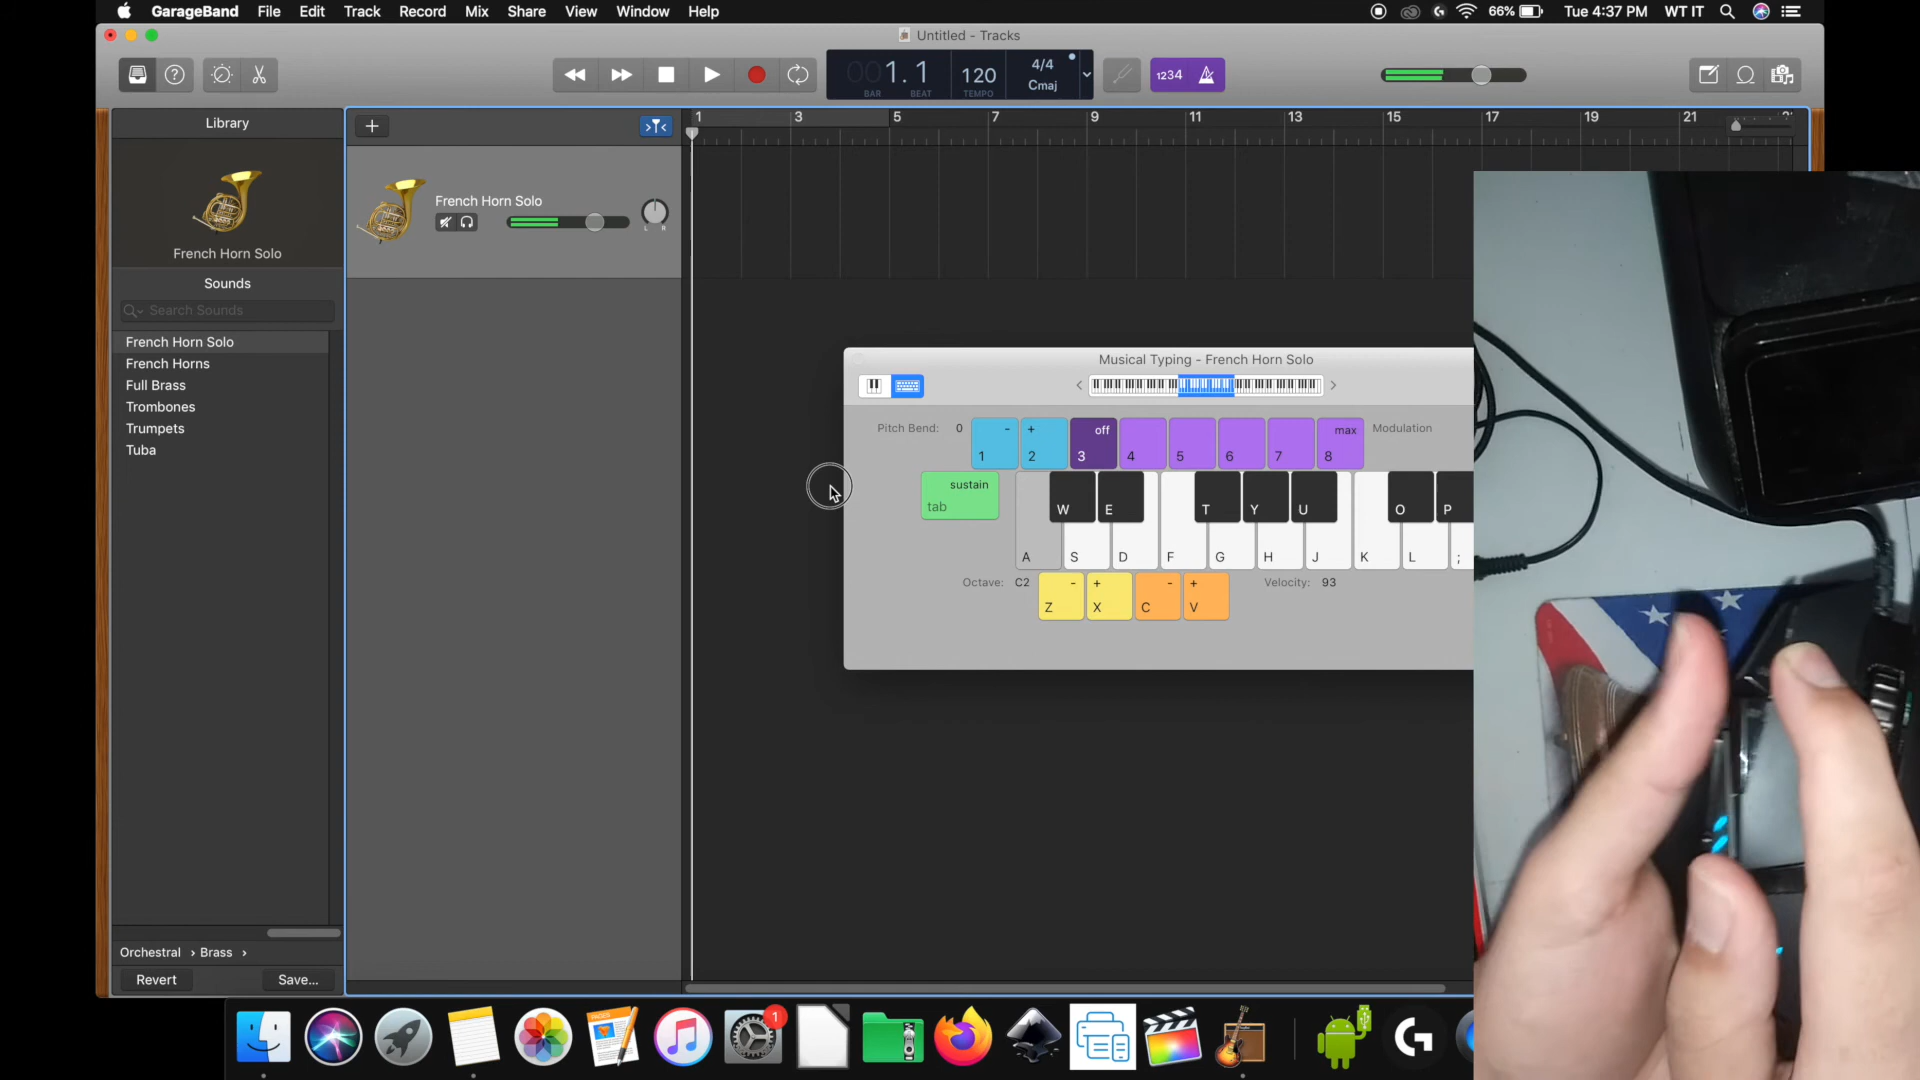 GarageBand File Edit Track Record Mix Share View Window Help
66% Tue 4:37 PM WT IT
Untitled - Tracks
001.1
BAR BEAT
120
TEMPO
4/4
Cmaj
1234
Library
French Horn Solo
Sounds
Search Sounds
French Horn Solo
French Horns
Full Brass
Trombones
Trumpets
Tuba
Orchestral > Brass >
Revert Save...
1 3 5 7 9 11 13 15 17 19 21
French Horn Solo
L R
Musical Typing - French Horn Solo
Pitch Bend: 0 - + off max Modulation
1 2 3 4 5 6 7 8
sustain
tab
W E T Y U O P
A S D F G H J K L ;
Octave: C2 - + - + Velocity: 93
Z X C V
PAGES
1